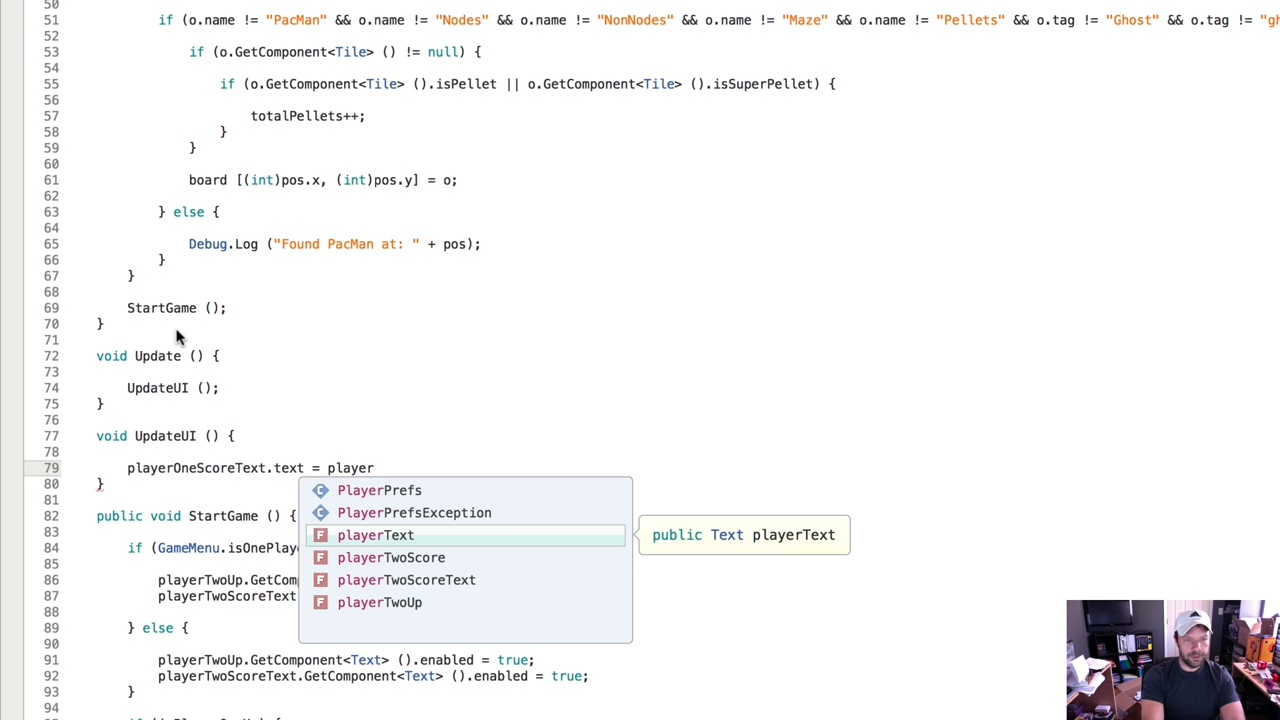 50
51 if (o.name != "PacMan" && o.name != "Nodes" && o.name != "NonNodes" && o.name != "Maze" && o.name != "Pellets" && o.tag != "Ghost" && o.tag != "gh
52
53 if (o.GetComponent<Tile> () != null) {
54
55 if (o.GetComponent<Tile> ().isPellet || o.GetComponent<Tile> ().isSuperPellet) {
56
57 totalPellets++;
58 }
59 }
60
61 board [(int)pos.x, (int)pos.y] = o;
62
63 } else {
64
65 Debug.Log ("Found PacMan at: " + pos);
66 }
67 }
68
69 StartGame ();
70 }
71
72 void Update () {
73
74 UpdateUI ();
75 }
76
77 void UpdateUI () {
78
79 playerOneScoreText.text = player
80 }
PlayerPrefs
PlayerPrefsException
playerText
playerTwoScore
playerTwoScoreText
playerTwoUp
public Text playerText
81
82 public void StartGame () {
83
84 if (GameMenu.isOnePlaye
85
86 playerTwoUp.GetCom
87 playerTwoScoreText
88
89 } else {
90
91 playerTwoUp.GetComponent<Text> ().enabled = true;
92 playerTwoScoreText.GetComponent<Text> ().enabled = true;
93 }
94